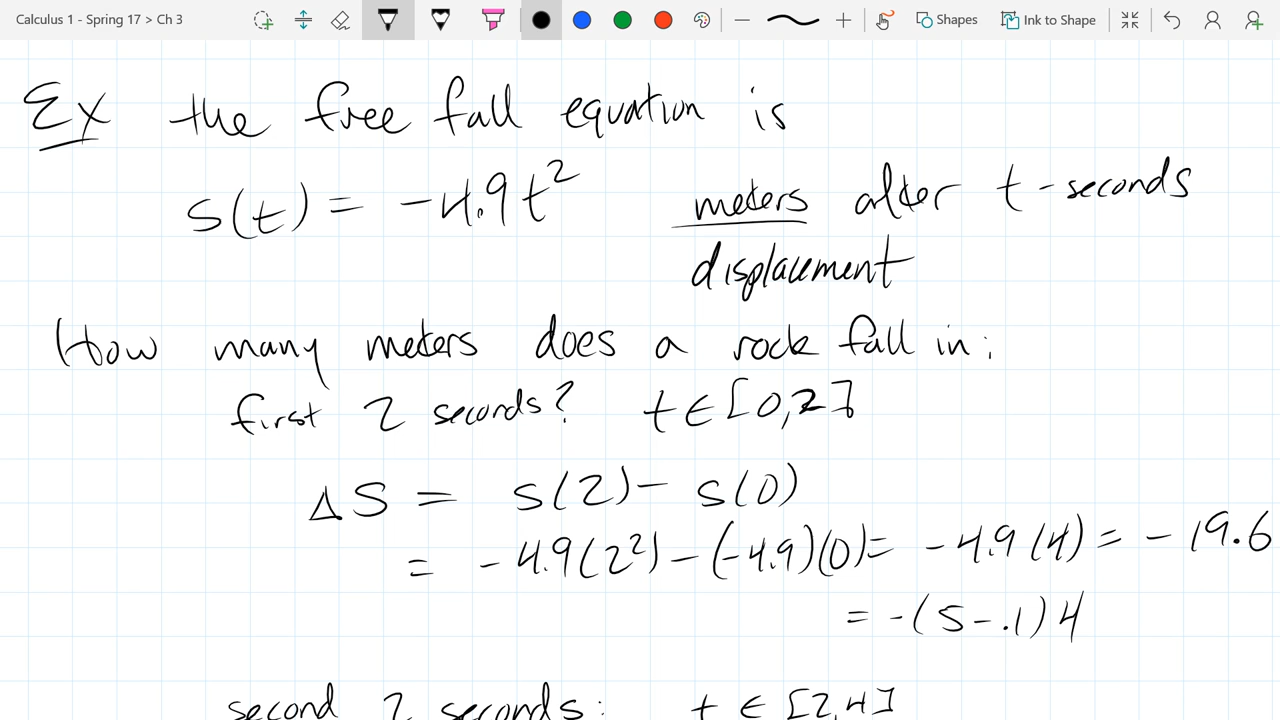 Calculus 1 - Spring 17 > Ch 3
Shapes
Ink to Shape
Ex the free fall equation is
s(t) = -4.9t² meters after t-seconds
displacement
How many meters does a rock fall in:
first 2 seconds? t∈[0,2]
ΔS = s(2)- s(0)
= -4.9(2²)-(-4.9)(0)= -4.9(4)= -19.6
= -(5-.1)4
second 2 seconds: t ∈ [2,4]